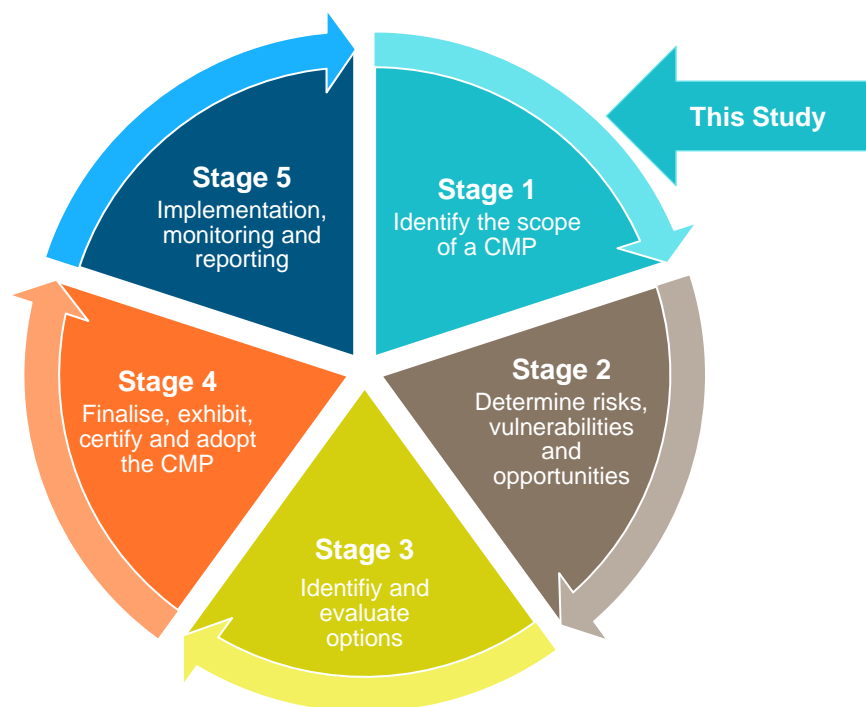 This Study
Stage 1
Identify the scope
of a CMP
Stage 2
Determine risks,
vulnerabilities
and
opportunities
Stage 3
Identifiy and
evaluate
options
Stage 4
Finalise, exhibit,
certify and adopt
the CMP
Stage 5
Implementation,
monitoring and
reporting